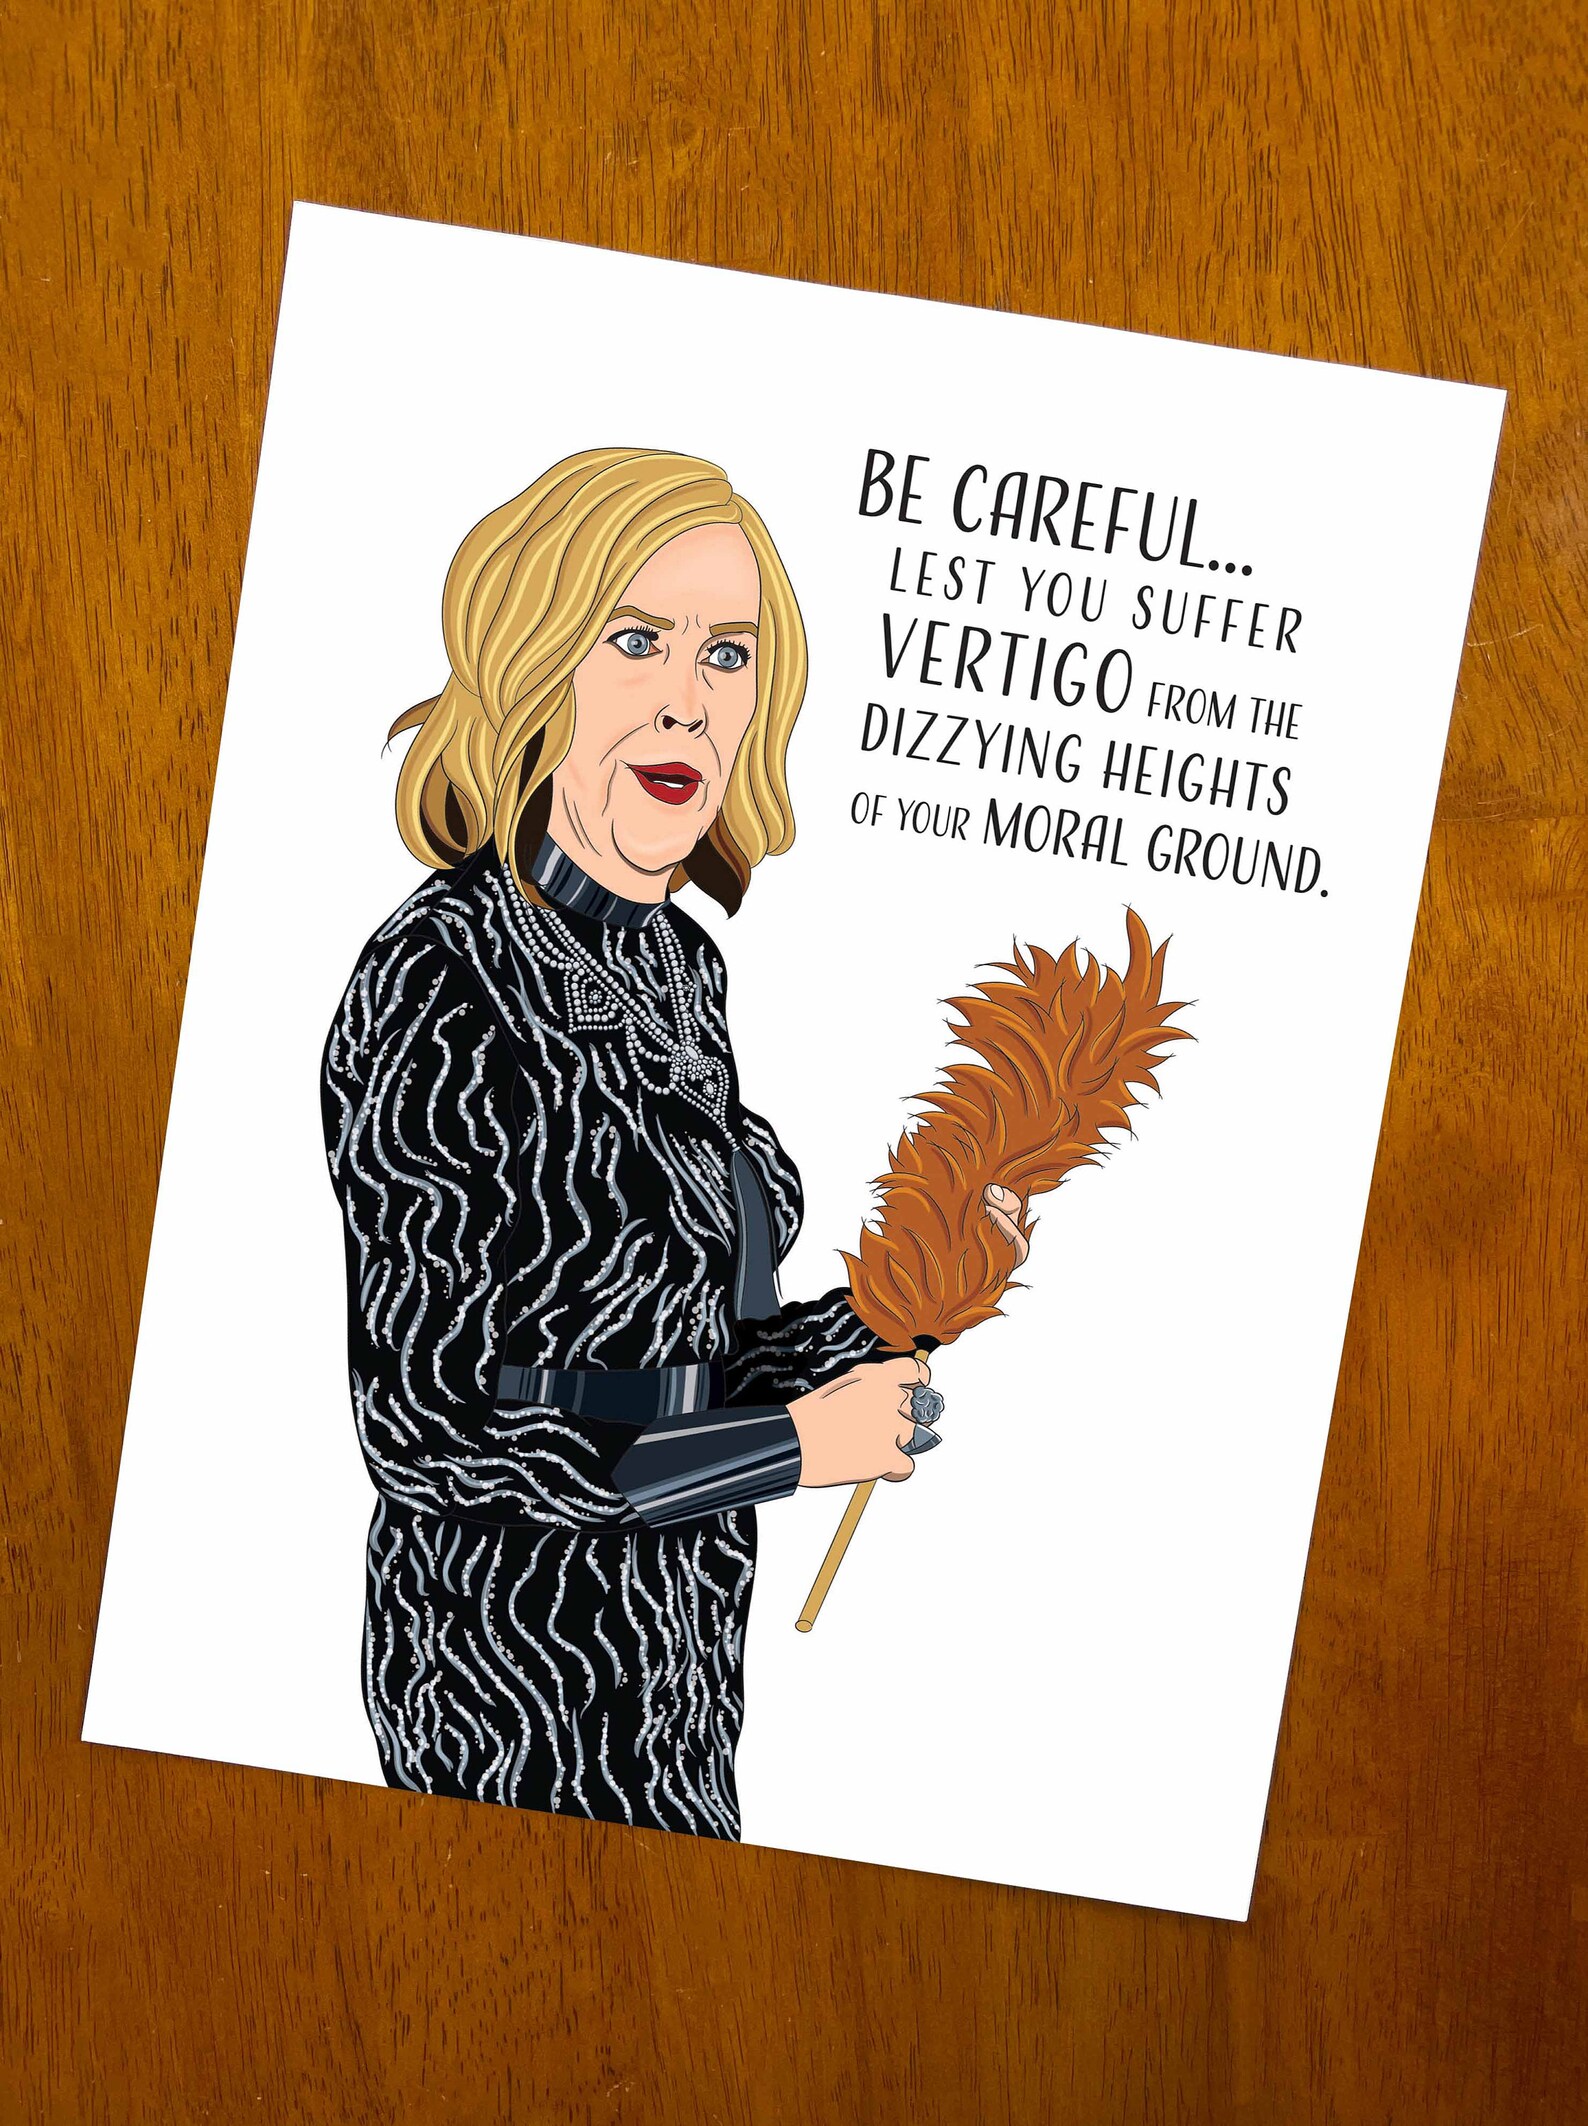 BE CAREFUL...
LEST YOU SUFFER
VERTIGO FROM THE
DIZZYING HEIGHTS
OF YOUR MORAL GROUND.